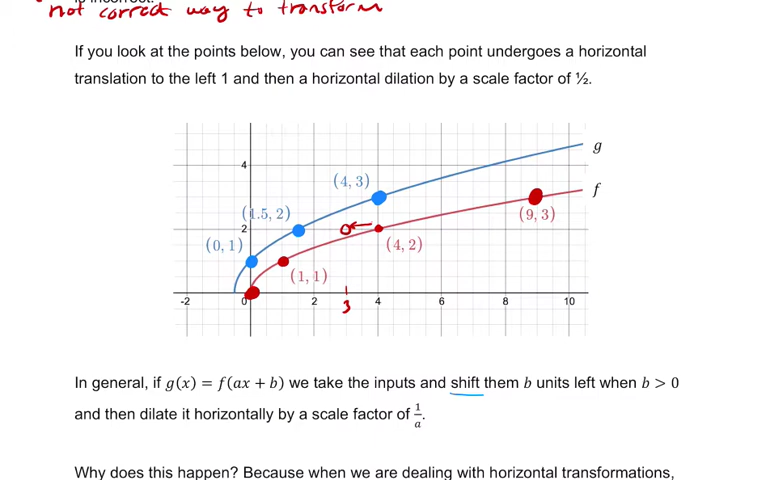 not correct way to transform
If you look at the points below, you can see that each point undergoes a horizontal
translation to the left 1 and then a horizontal dilation by a scale factor of ½.
g
4
(4, 3)
f
(1.5, 2)
(9, 3)
2
(0, 1)
(4, 2)
(1, 1)
-2 0 2 4 6 8 10
3
In general, if g(x) = f(ax + b) we take the inputs and shift them b units left when b > 0
and then dilate it horizontally by a scale factor of 1/a.
Why does this happen? Because when we are dealing with horizontal transformations,